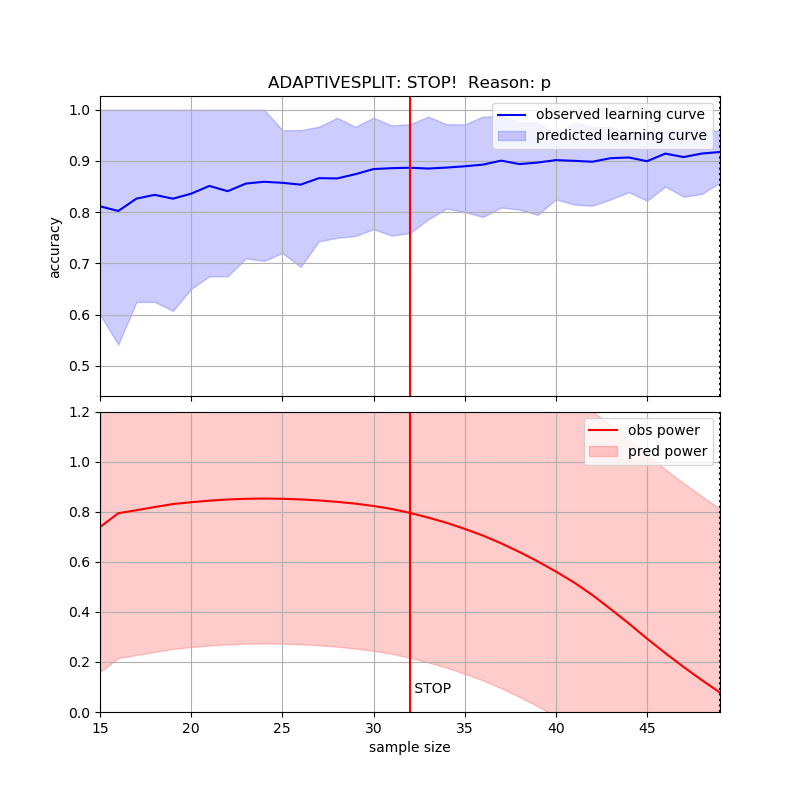 ADAPTIVESPLIT: STOP!  Reason: p
1.0
0.9
0.8
0.7
0.6
0.5
accuracy
observed learning curve
predicted learning curve
1.2
1.0
0.8
0.6
0.4
0.2
0.0
obs power
pred power
STOP
15
20
25
30
35
40
45
sample size